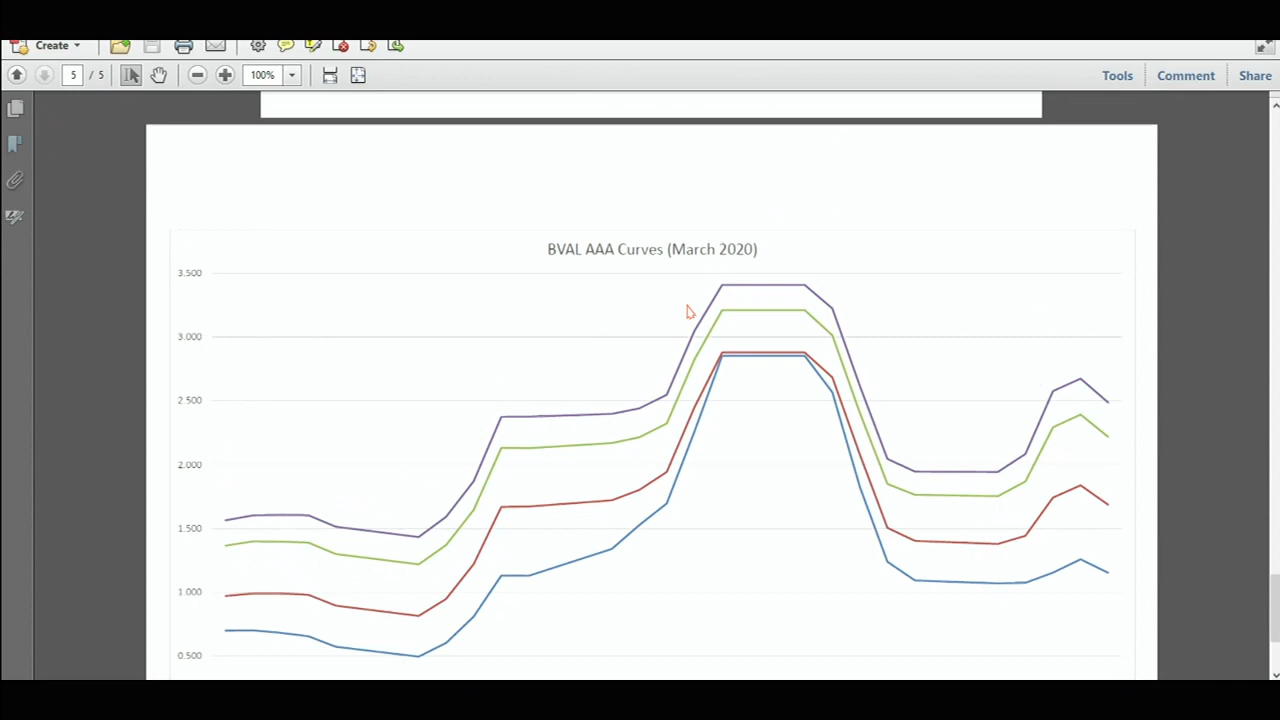 Create
5 / 5 100% Tools Comment Share
BVAL AAA Curves (March 2020)
3.500
3.000
2.500
2.000
1.500
1.000
0.500